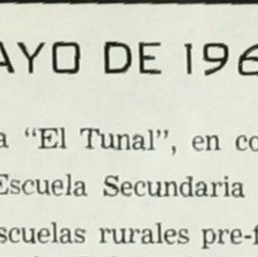 AYO DE 196
a "El Tunal", en co
Escuela Secundaria
scuelas rurales pre-f